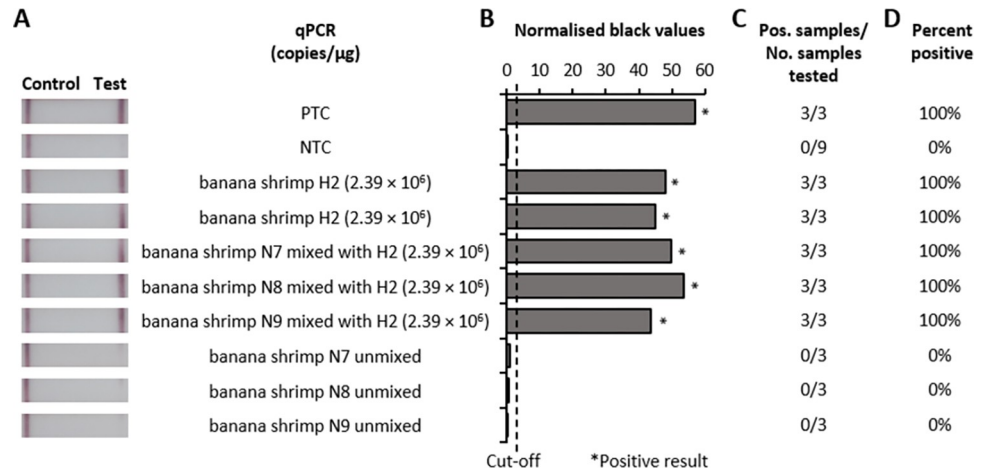 A
qPCR
(copies/µg)
B
Normalised black values
C
Pos. samples/
No. samples
tested
D
Percent
positive
Control Test
0 10 20 30 40 50 60
PTC * 3/3 100%
NTC 0/9 0%
banana shrimp H2 (2.39 × 10⁶) * 3/3 100%
banana shrimp H2 (2.39 × 10⁶) * 3/3 100%
banana shrimp N7 mixed with H2 (2.39 × 10⁶) * 3/3 100%
banana shrimp N8 mixed with H2 (2.39 × 10⁶) * 3/3 100%
banana shrimp N9 mixed with H2 (2.39 × 10⁶) * 3/3 100%
banana shrimp N7 unmixed 0/3 0%
banana shrimp N8 unmixed 0/3 0%
banana shrimp N9 unmixed 0/3 0%
Cut-off *Positive result